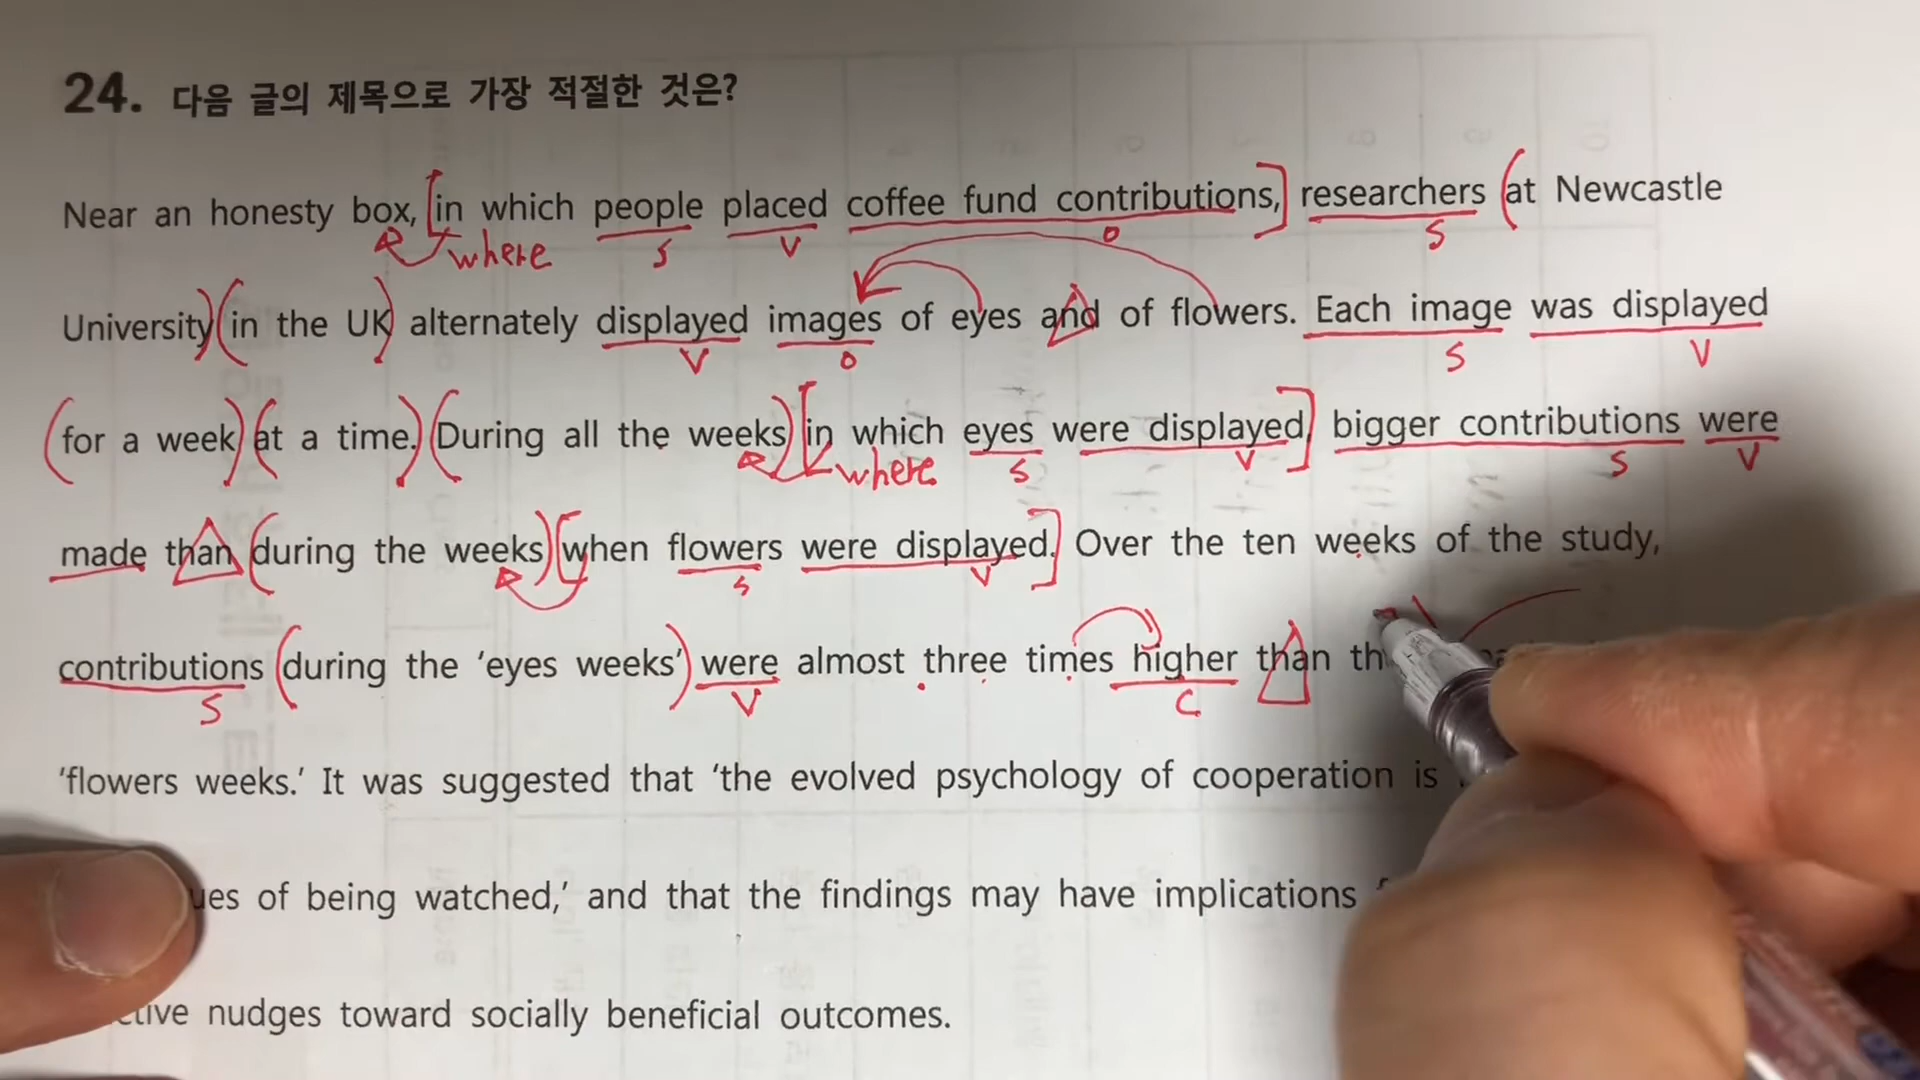 24. 다음 글의 제목으로 가장 적절한 것은?
Near an honesty box, in which people placed coffee fund contributions, researchers at Newcastle
where S V O S
University in the UK alternately displayed images of eyes and of flowers. Each image was displayed
V O S V
for a week at a time. During all the weeks in which eyes were displayed, bigger contributions were
where S V S V
made than during the weeks when flowers were displayed. Over the ten weeks of the study,
S V
contributions during the ‘eyes weeks’ were almost three times higher than
S V C
‘flowers weeks.’ It was suggested that ‘the evolved psychology of cooperation is
of being watched,’ and that the findings may have implications
nudges toward socially beneficial outcomes.